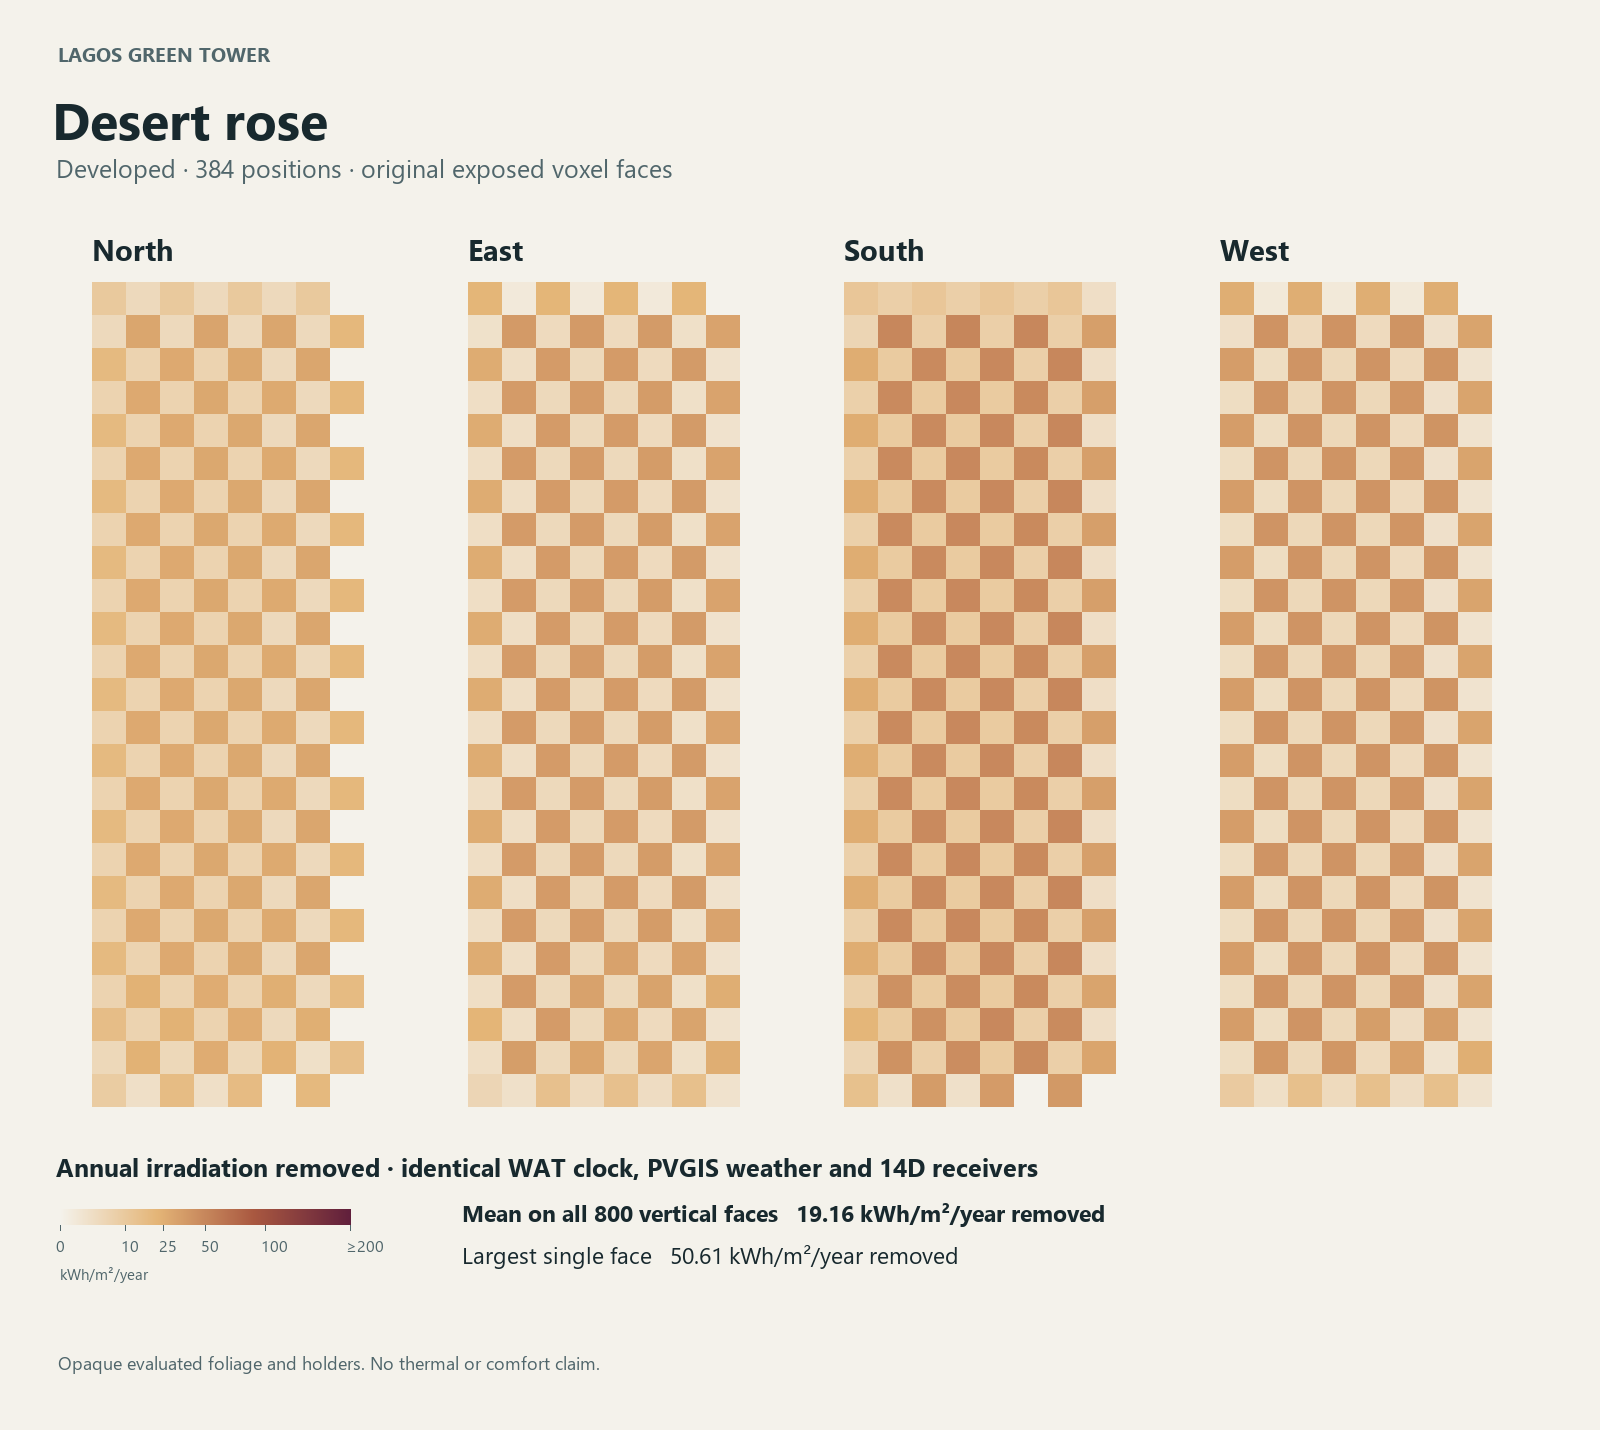 LAGOS GREEN TOWER
Desert rose
Developed · 384 positions · original exposed voxel faces
North East South West
Annual irradiation removed · identical WAT clock, PVGIS weather and 14D receivers
Mean on all 800 vertical faces 19.16 kWh/m²/year removed
0 10 25 50 100 ≥200
Largest single face 50.61 kWh/m²/year removed
kWh/m²/year
Opaque evaluated foliage and holders. No thermal or comfort claim.